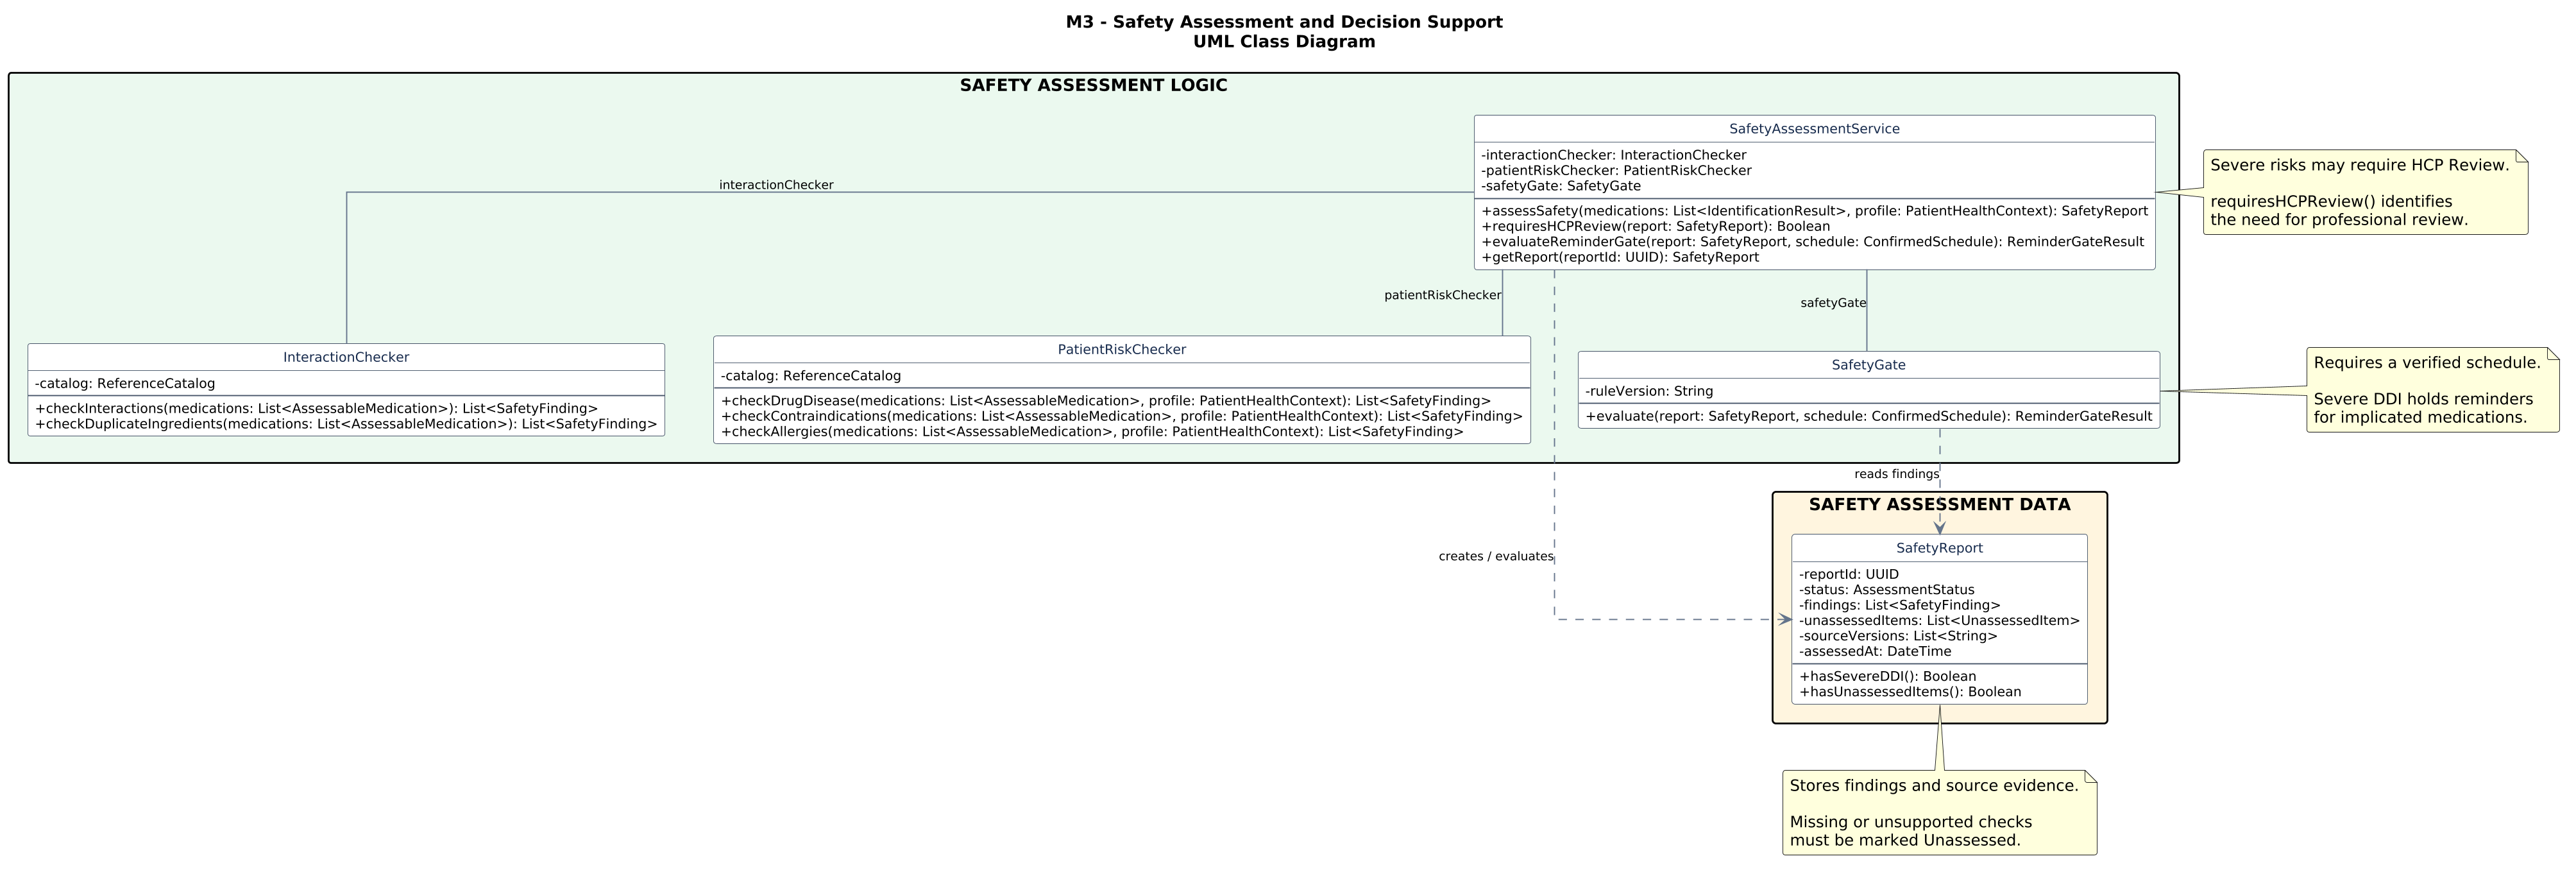 M3 - Safety Assessment and Decision Support
UML Class Diagram
SAFETY ASSESSMENT LOGIC
SafetyAssessmentService
-interactionChecker: InteractionChecker
-patientRiskChecker: PatientRiskChecker
-safetyGate: SafetyGate
+assessSafety(medications: List<IdentificationResult>, profile: PatientHealthContext): SafetyReport
+requiresHCPReview(report: SafetyReport): Boolean
+evaluateReminderGate(report: SafetyReport, schedule: ConfirmedSchedule): ReminderGateResult
+getReport(reportId: UUID): SafetyReport
Severe risks may require HCP Review.
requiresHCPReview() identifies
the need for professional review.
interactionChecker
patientRiskChecker
safetyGate
InteractionChecker
-catalog: ReferenceCatalog
+checkInteractions(medications: List<AssessableMedication>): List<SafetyFinding>
+checkDuplicateIngredients(medications: List<AssessableMedication>): List<SafetyFinding>
PatientRiskChecker
-catalog: ReferenceCatalog
+checkDrugDisease(medications: List<AssessableMedication>, profile: PatientHealthContext): List<SafetyFinding>
+checkContraindications(medications: List<AssessableMedication>, profile: PatientHealthContext): List<SafetyFinding>
+checkAllergies(medications: List<AssessableMedication>, profile: PatientHealthContext): List<SafetyFinding>
SafetyGate
-ruleVersion: String
+evaluate(report: SafetyReport, schedule: ConfirmedSchedule): ReminderGateResult
Requires a verified schedule.
Severe DDI holds reminders
for implicated medications.
reads findings
creates / evaluates
SAFETY ASSESSMENT DATA
SafetyReport
-reportId: UUID
-status: AssessmentStatus
-findings: List<SafetyFinding>
-unassessedItems: List<UnassessedItem>
-sourceVersions: List<String>
-assessedAt: DateTime
+hasSevereDDI(): Boolean
+hasUnassessedItems(): Boolean
Stores findings and source evidence.
Missing or unsupported checks
must be marked Unassessed.